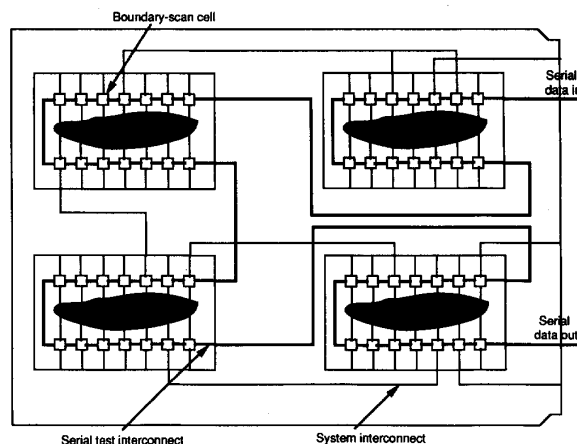 Boundary-scan cell
Serial
data in
Serial
data out
Serial test interconnect
System interconnect